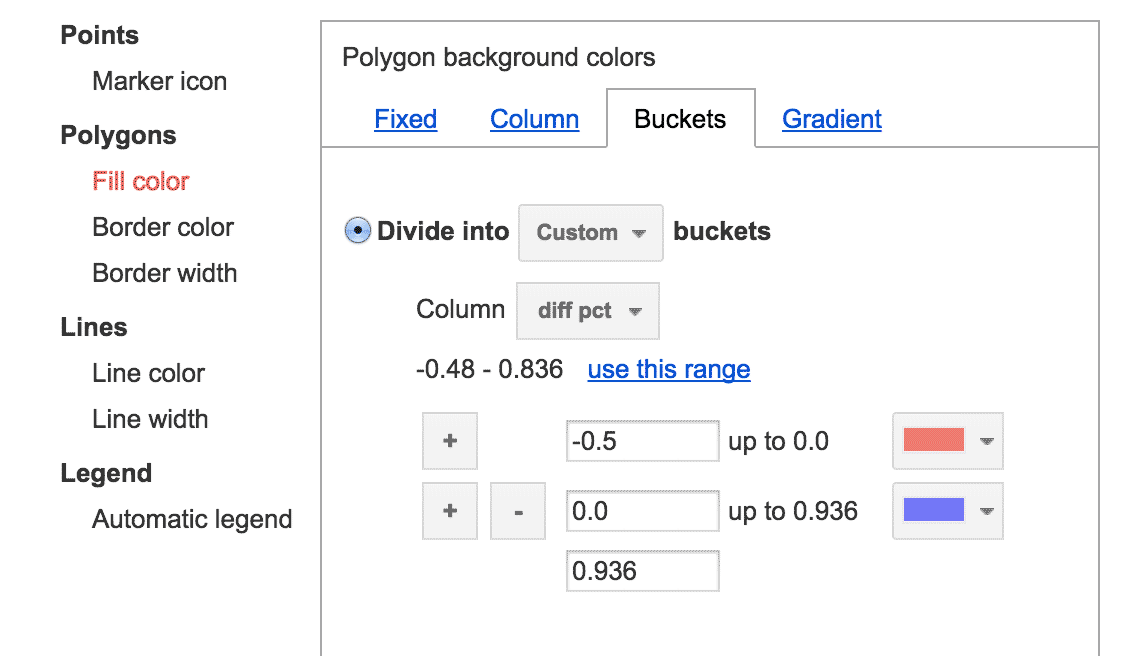 Points
Marker icon
Polygons
Fill color
Border color
Border width
Lines
Line color
Line width
Legend
Automatic legend
Polygon background colors
Fixed Column Buckets Gradient
Divide into Custom buckets
Column diff pct
-0.48 - 0.836 use this range
+ -0.5 up to 0.0
+ - 0.0 up to 0.936
0.936